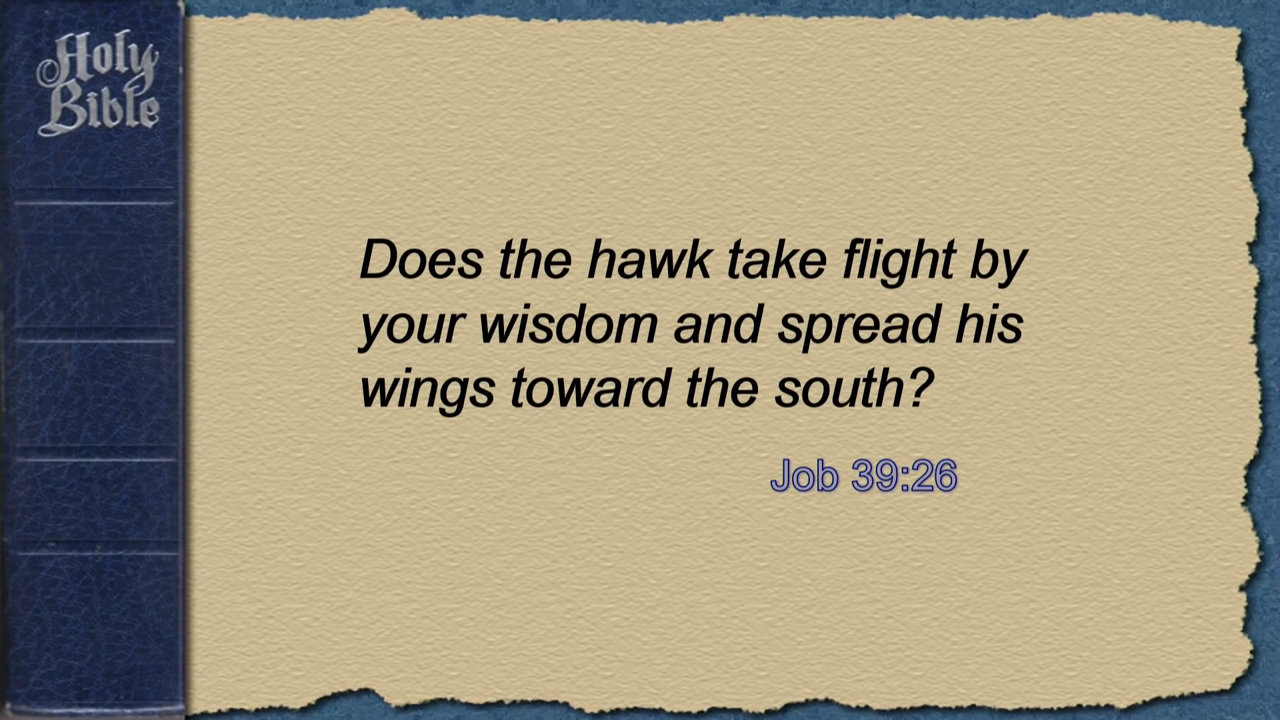 Holy
Bible
Does the hawk take flight by
your wisdom and spread his
wings toward the south?
Job 39:26